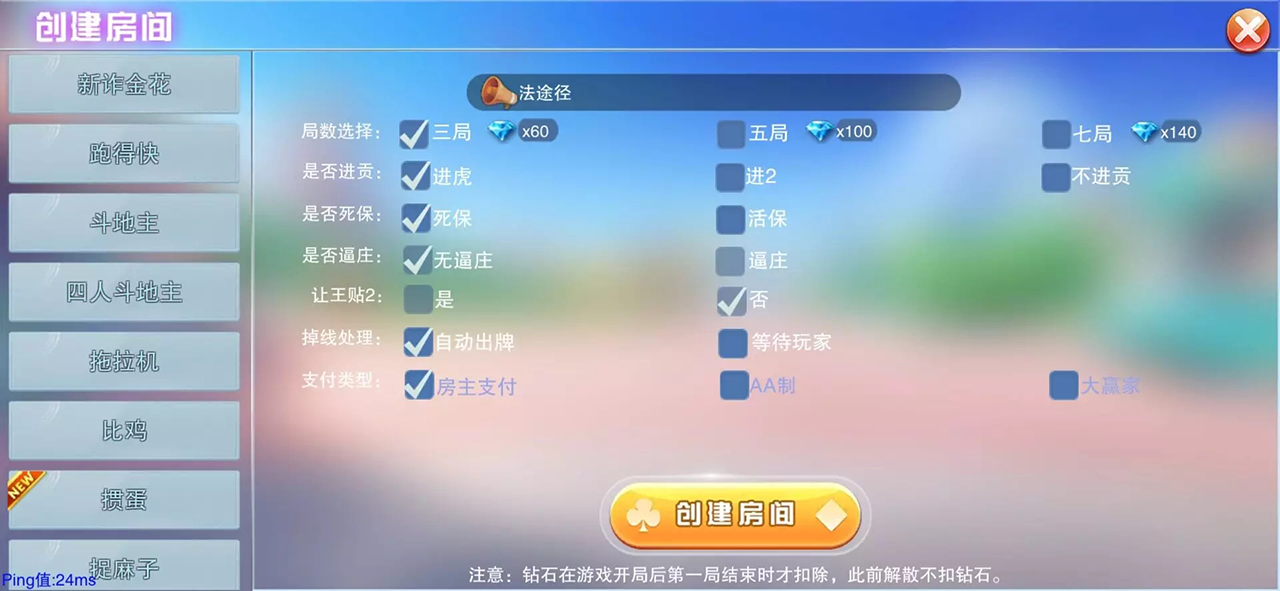 创建房间
新诈金花
跑得快
斗地主
四人斗地主
拖拉机
比鸡
NEW
掼蛋
捉麻子
Ping值:24ms
法途径
局数选择： 三局 x60 五局 x100 七局 x140
是否进贡： 进虎 进2 不进贡
是否死保： 死保 活保
是否逼庄： 无逼庄 逼庄
让王贴2： 是 否
掉线处理： 自动出牌 等待玩家
支付类型： 房主支付 AA制 大赢家
创建房间
注意：钻石在游戏开局后第一局结束时才扣除，此前解散不扣钻石。